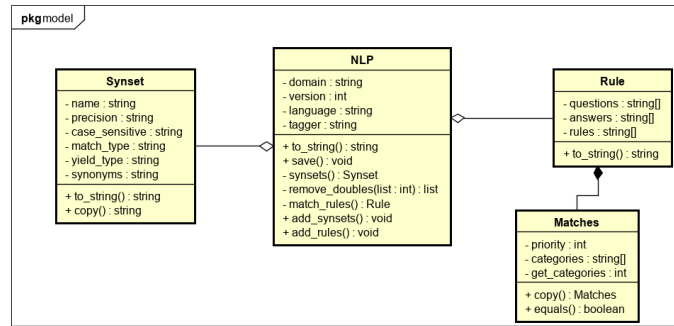 pkg model
Synset
- name : string
- precision : string
- case_sensitive : string
- match_type : string
- yield_type : string
- synonyms : string
+ to_string() : string
+ copy() : string
NLP
- domain : string
- version : int
- language : string
- tagger : string
+ to_string() : string
+ save() : void
- synsets() : Synset
- remove_doubles(list : int) : list
- match_rules() : Rule
+ add_synsets() : void
+ add_rules() : void
Rule
- questions : string[]
- answers : string[]
- rules : string[]
+ to_string() : string
Matches
- priority : int
- categories : string[]
- get_categories : int
+ copy() : Matches
+ equals() : boolean